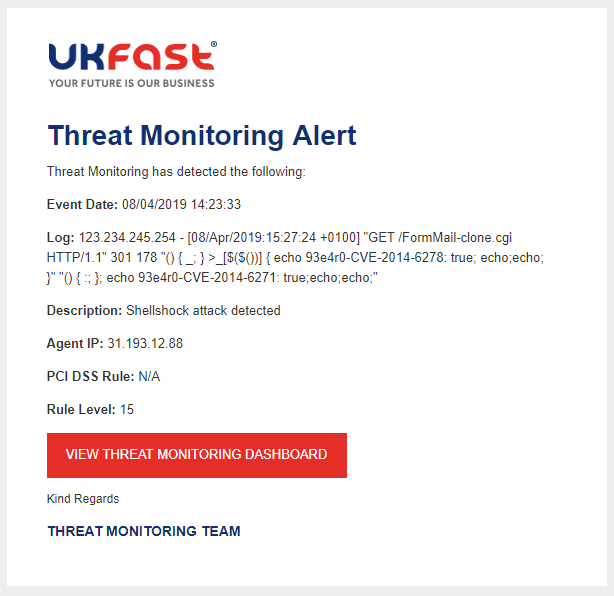 UKFast®
YOUR FUTURE IS OUR BUSINESS
Threat Monitoring Alert
Threat Monitoring has detected the following:
Event Date: 08/04/2019 14:23:33
Log: 123.234.245.254 - [08/Apr/2019:15:27:24 +0100] "GET /FormMail-clone.cgi
HTTP/1.1" 301 178 "() { _; } >_[$($())] { echo 93e4r0-CVE-2014-6278: true; echo;echo;
}" "() { :; }; echo 93e4r0-CVE-2014-6271: true;echo;echo;"
Description: Shellshock attack detected
Agent IP: 31.193.12.88
PCI DSS Rule: N/A
Rule Level: 15
VIEW THREAT MONITORING DASHBOARD
Kind Regards
THREAT MONITORING TEAM